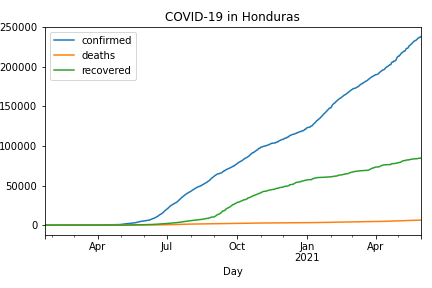 COVID-19 in Honduras
250000
200000
150000
100000
50000
0
confirmed
deaths
recovered
Apr Jul Oct Jan Apr
2021
Day